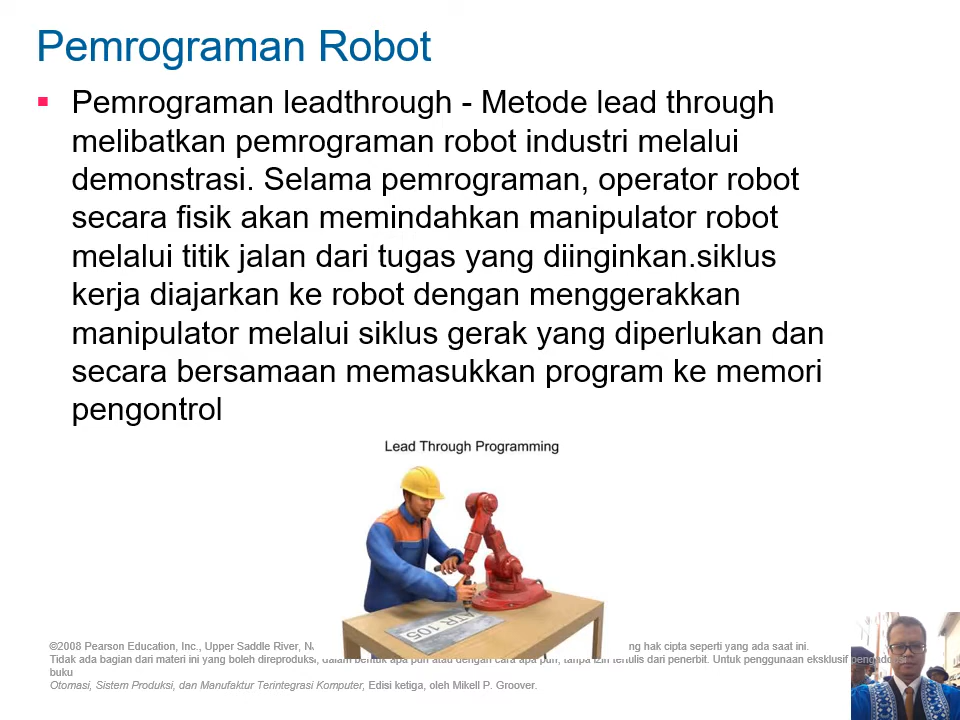 Pemrograman Robot
Pemrograman leadthrough - Metode lead through
melibatkan pemrograman robot industri melalui
demonstrasi. Selama pemrograman, operator robot
secara fisik akan memindahkan manipulator robot
melalui titik jalan dari tugas yang diinginkan.siklus
kerja diajarkan ke robot dengan menggerakkan
manipulator melalui siklus gerak yang diperlukan dan
secara bersamaan memasukkan program ke memori
pengontrol
Lead Through Programming
ATR 105
©2008 Pearson Education, Inc., Upper Saddle River, ng hak cipta seperti yang ada saat ini.
Tidak ada bagian dari materi ini yang boleh direproduksi, dalam bentuk apa pun atau dengan cara apa pun, tanpa izin tertulis dari penerbit. Untuk penggunaan eksklusif
buku
Otomasi, Sistem Produksi, dan Manufaktur Terintegrasi Komputer, Edisi ketiga, oleh Mikell P. Groover.